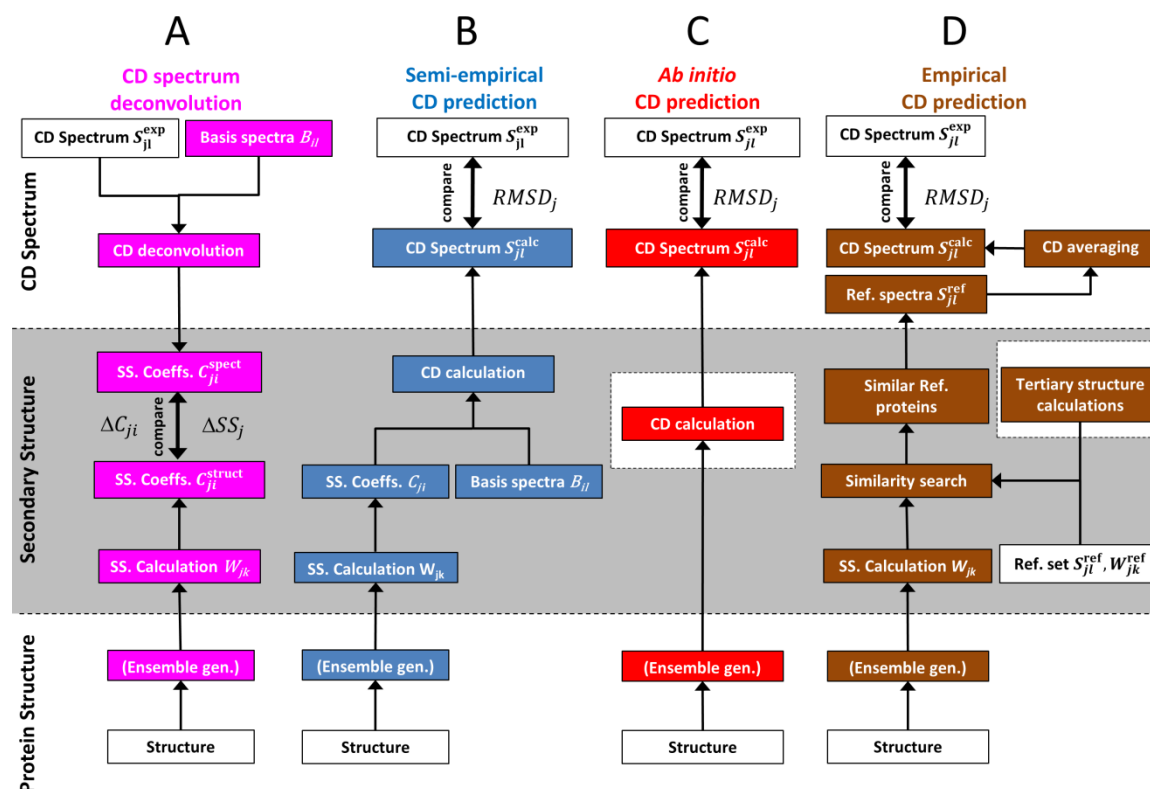 A
B
C
D
CD spectrum
deconvolution
Semi-empirical
CD prediction
Ab initio
CD prediction
Empirical
CD prediction
CD Spectrum
Secondary Structure
Protein Structure
CD Spectrum S_jl^exp
Basis spectra B_il
CD deconvolution
SS. Coeffs. C_ji^spect
ΔC_ji
compare
ΔSS_j
SS. Coeffs. C_ji^struct
SS. Calculation W_jk
(Ensemble gen.)
Structure
CD Spectrum S_jl^exp
compare
RMSD_j
CD Spectrum S_jl^calc
CD calculation
SS. Coeffs. C_ji
Basis spectra B_il
SS. Calculation W_jk
(Ensemble gen.)
Structure
CD Spectrum S_jl^exp
compare
RMSD_j
CD Spectrum S_jl^calc
CD calculation
(Ensemble gen.)
Structure
CD Spectrum S_jl^exp
compare
RMSD_j
CD Spectrum S_jl^calc
CD averaging
Ref. spectra S_jl^ref
Similar Ref.
proteins
Tertiary structure
calculations
Similarity search
SS. Calculation W_jk
Ref. set S_jl^ref, W_jk^ref
(Ensemble gen.)
Structure